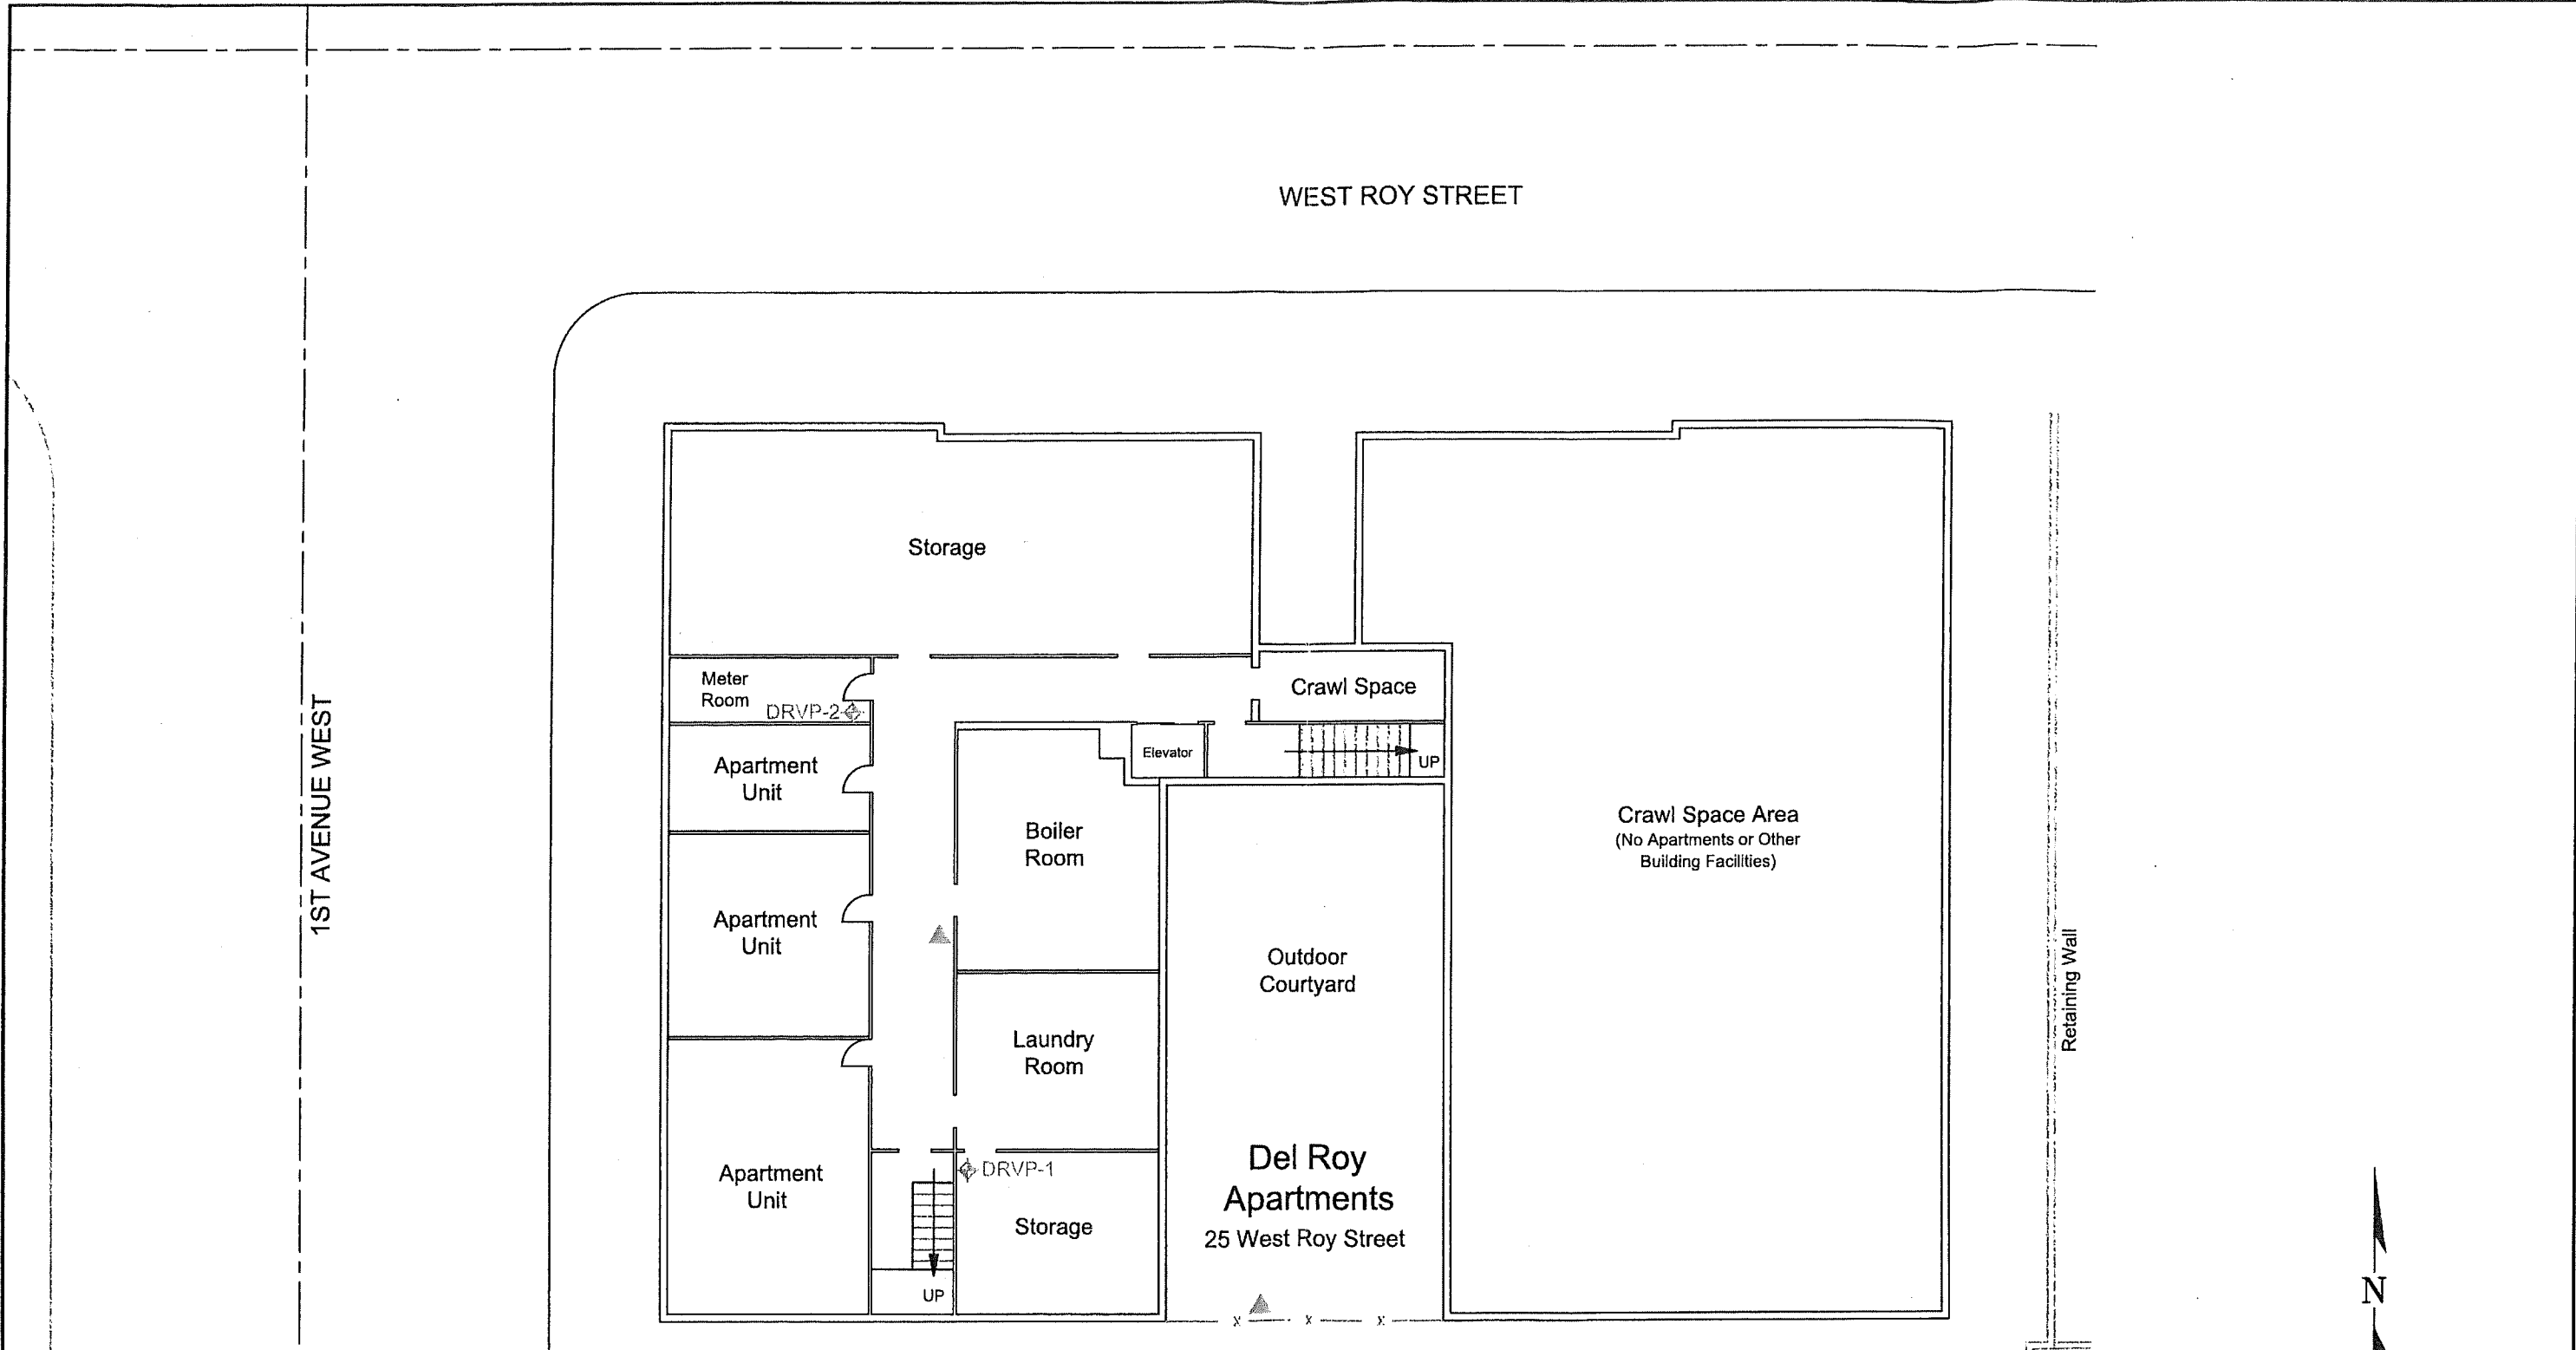 WEST ROY STREET
1ST AVENUE WEST
Storage
Meter
Room
DRVP-2
Crawl Space
Elevator
UP
Apartment
Unit
Boiler
Room
Crawl Space Area
(No Apartments or Other
Building Facilities)
Apartment
Unit
Outdoor
Courtyard
Retaining Wall
Laundry
Room
Apartment
Unit
DRVP-1
Storage
UP
Del Roy
Apartments
25 West Roy Street
x
x
x
N